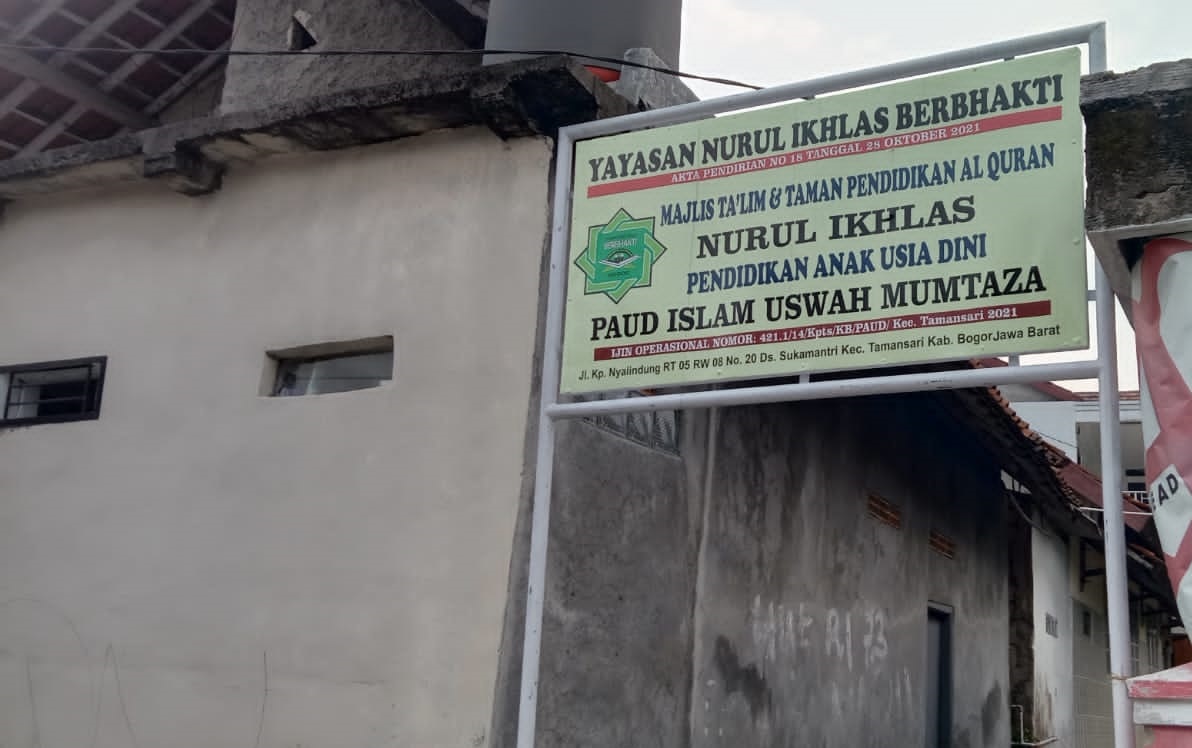 YAYASAN NURUL IKHLAS BERBHAKTI
AKTA PENDIRIAN NO 18 TANGGAL 28 OKTOBER 2021
MAJLIS TA'LIM & TAMAN PENDIDIKAN AL QURAN
NURUL IKHLAS
PENDIDIKAN ANAK USIA DINI
PAUD ISLAM USWAH MUMTAZA
IJIN OPERASIONAL NOMOR: 421.1/14/Kpts/KB/PAUD/ Kec. Tamansari 2021
Jl. Kp. Nyalindung RT 05 RW 08 No. 20 Ds. Sukamantri Kec. Tamansari Kab. BogorJawa Barat
BERBHAKTI
RI 73